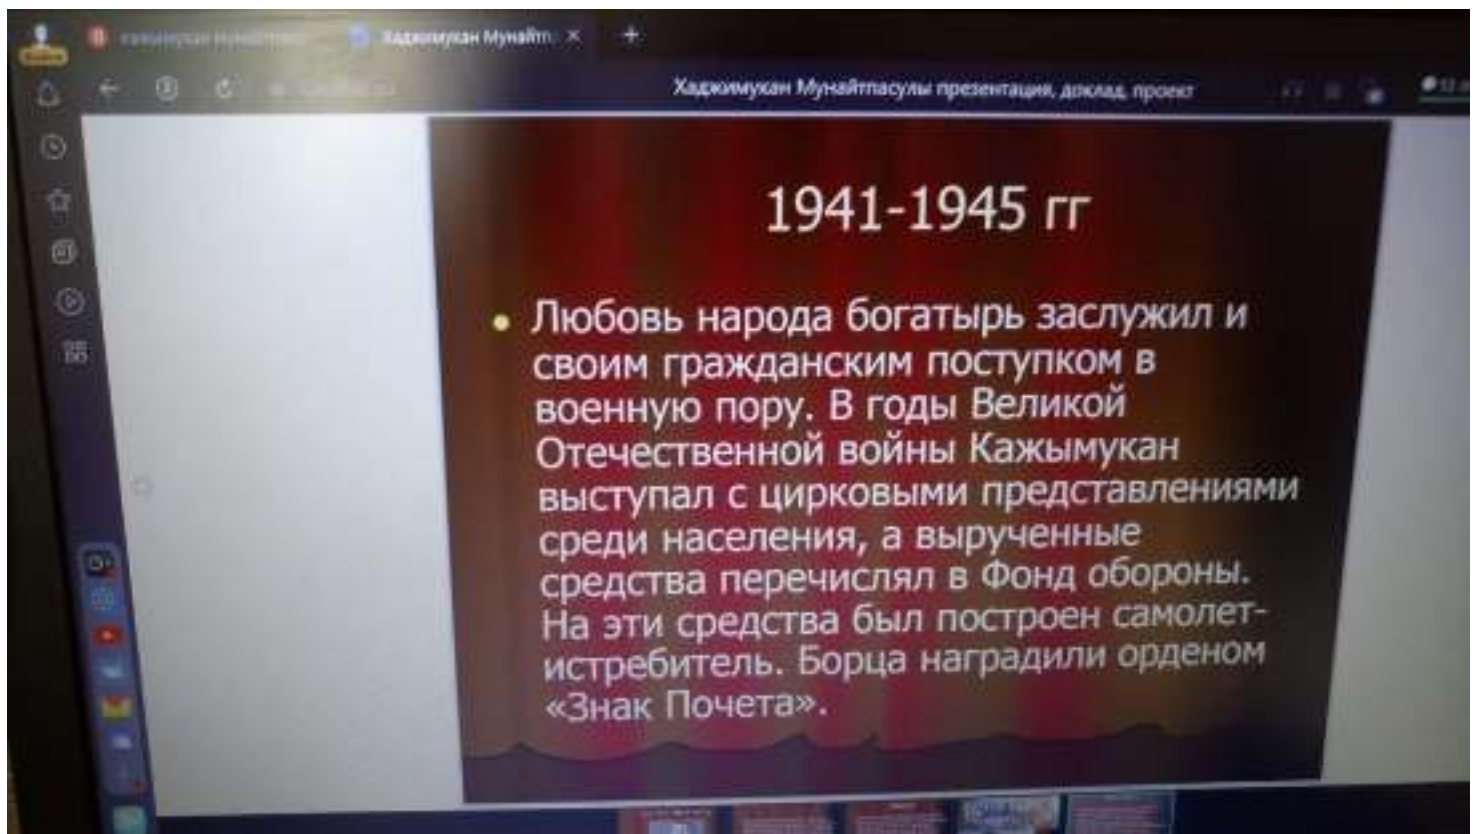 Хаджимукан Мунайтп
Хаджимукан Мунайтпасулы презентация, доклад, проект
1941-1945 гг
Любовь народа богатырь заслужил и
своим гражданским поступком в
военную пору. В годы Великой
Отечественной войны Кажымукан
выступал с цирковыми представлениями
среди населения, а вырученные
средства перечислял в Фонд обороны.
На эти средства был построен самолет-
истребитель. Борца наградили орденом
«Знак Почета».